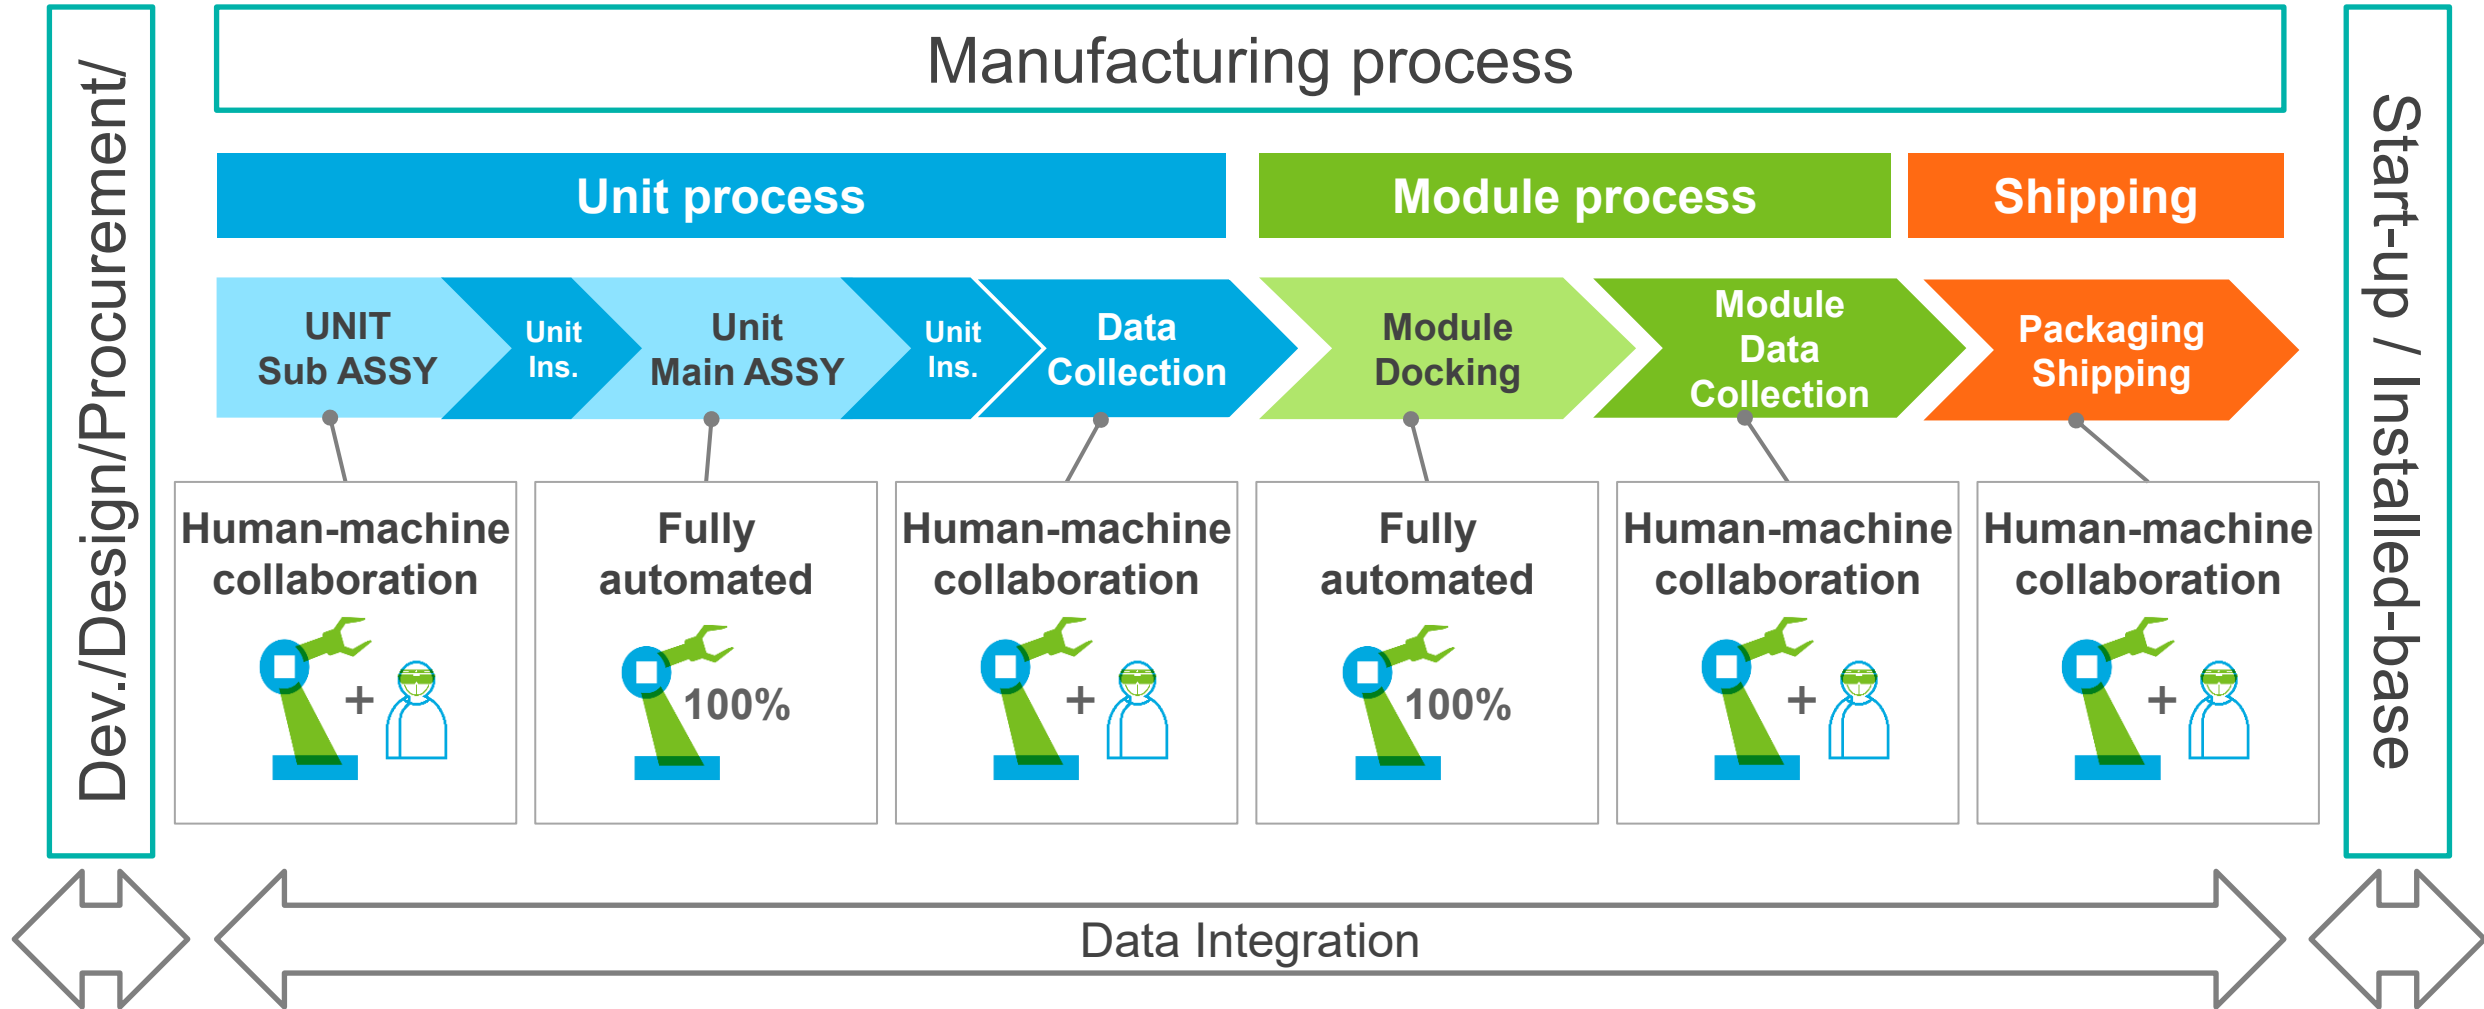 Dev./Design/Procurement/
Manufacturing process
Start-up / Installed-base
Unit process
Module process
Shipping
UNIT
Sub ASSY
Unit
Ins.
Unit
Main ASSY
Unit
Ins.
Data
Collection
Module
Docking
Module
Data
Collection
Packaging
Shipping
Human-machine
collaboration
+
Fully
automated
100%
Human-machine
collaboration
+
Fully
automated
100%
Human-machine
collaboration
+
Human-machine
collaboration
+
Data Integration